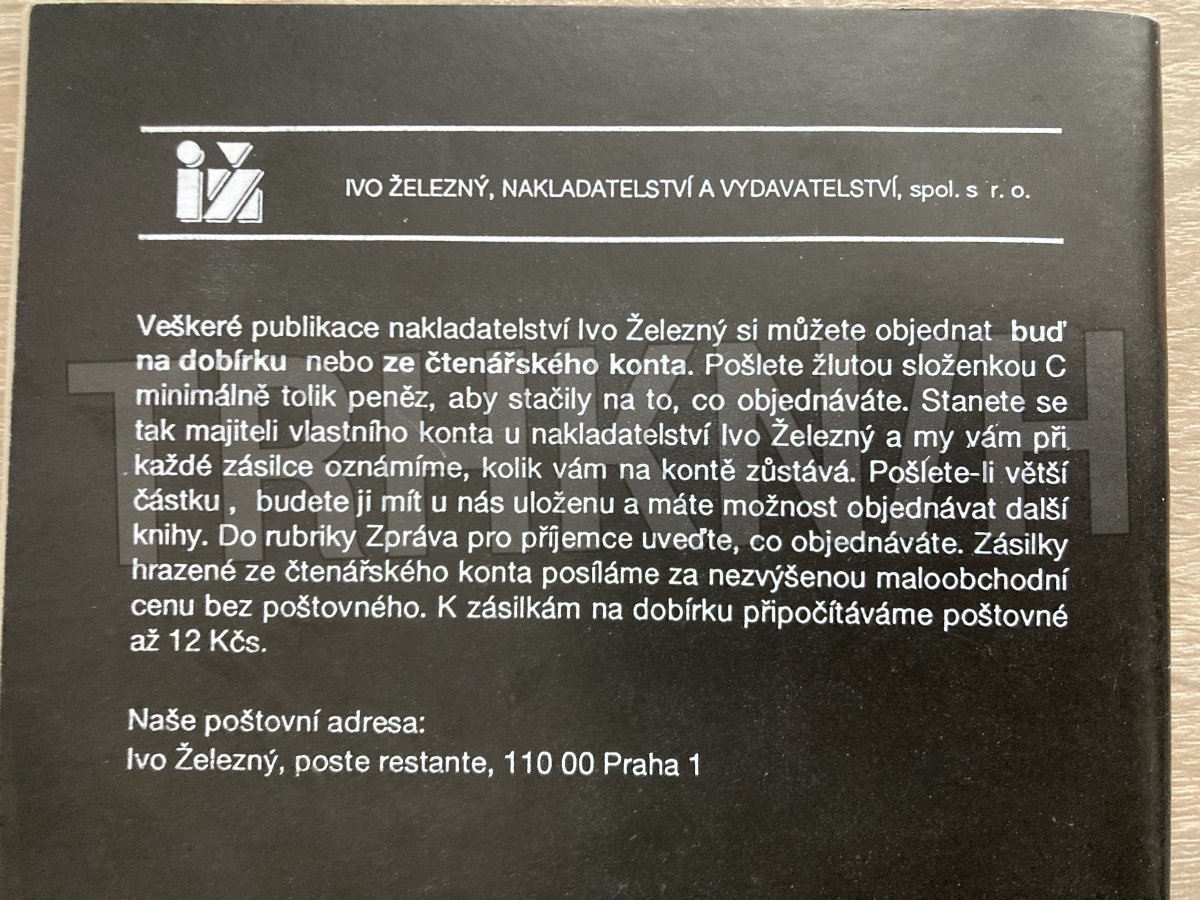 iž
IVO ŽELEZNÝ, NAKLADATELSTVÍ A VYDAVATELSTVÍ, spol. s r. o.
Veškeré publikace nakladatelství Ivo Železný si můžete objednat buď
na dobírku nebo ze čtenářského konta. Pošlete žlutou složenkou C
minimálně tolik peněz, aby stačily na to, co objednáváte. Stanete se
tak majiteli vlastního konta u nakladatelství Ivo Železný a my vám při
každé zásilce oznámíme, kolik vám na kontě zůstává. Pošlete-li větší
částku , budete ji mít u nás uloženu a máte možnost objednávat další
knihy. Do rubriky Zpráva pro příjemce uveďte, co objednáváte. Zásilky
hrazené ze čtenářského konta posíláme za nezvýšenou maloobchodní
cenu bez poštovného. K zásilkám na dobírku připočítáváme poštovné
až 12 Kčs.
Naše poštovní adresa:
Ivo Železný, poste restante, 110 00 Praha 1
TRHKNIH